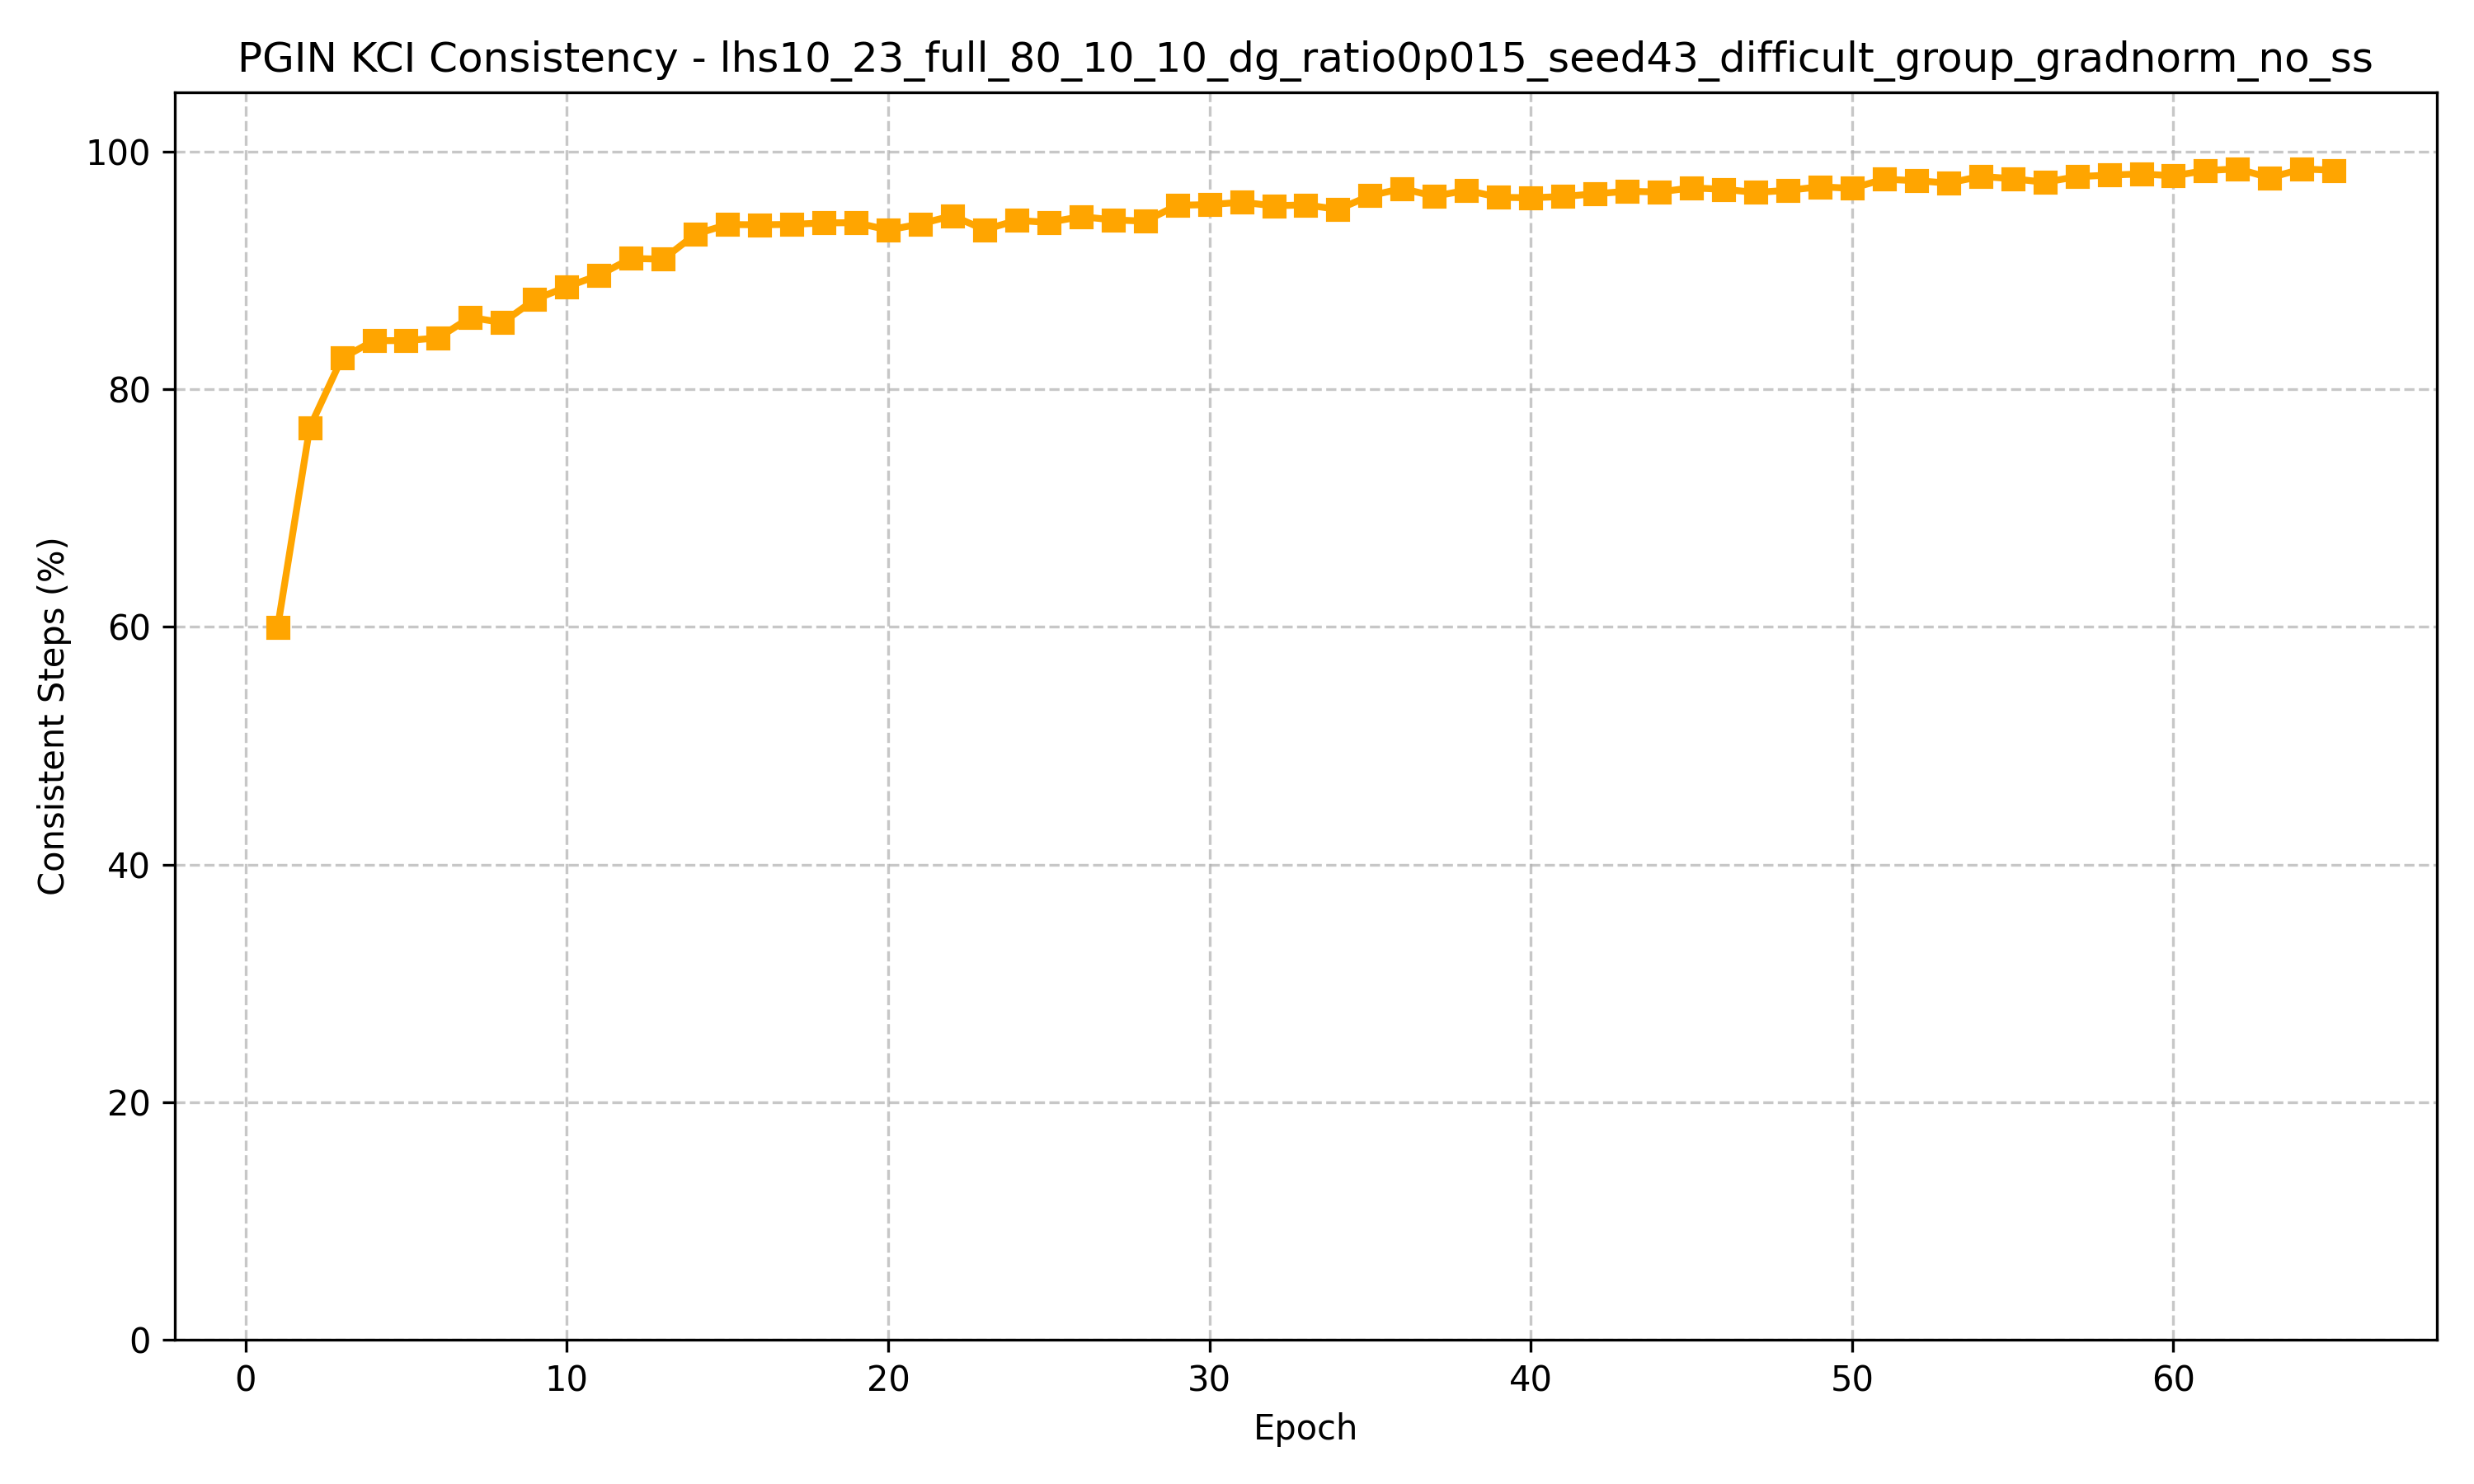 PGIN KCI Consistency - lhs10_23_full_80_10_10_dg_ratio0p015_seed43_difficult_group_gradnorm_no_ss
Consistent Steps (%)
100
80
60
40
20
0
0 10 20 30 40 50 60
Epoch